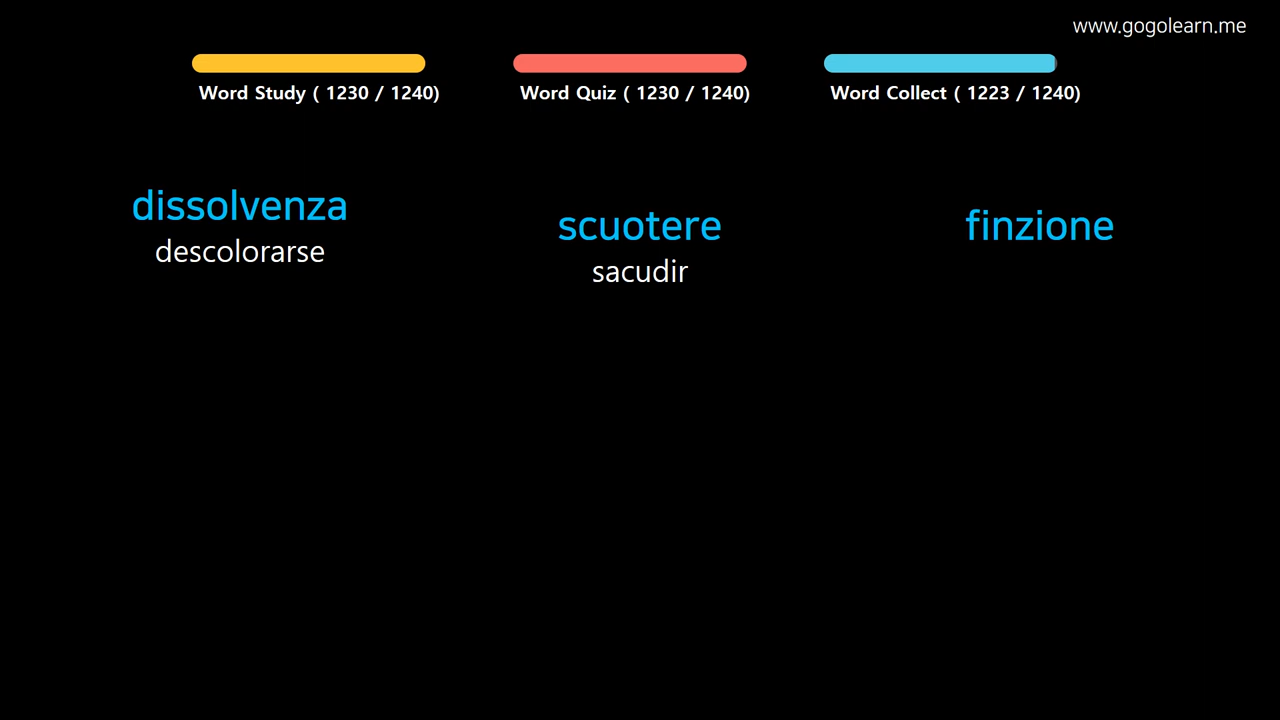 www.gogolearn.me
Word Study ( 1230 / 1240)
Word Quiz ( 1230 / 1240)
Word Collect ( 1223 / 1240)
dissolvenza
descolorarse
scuotere
sacudir
finzione